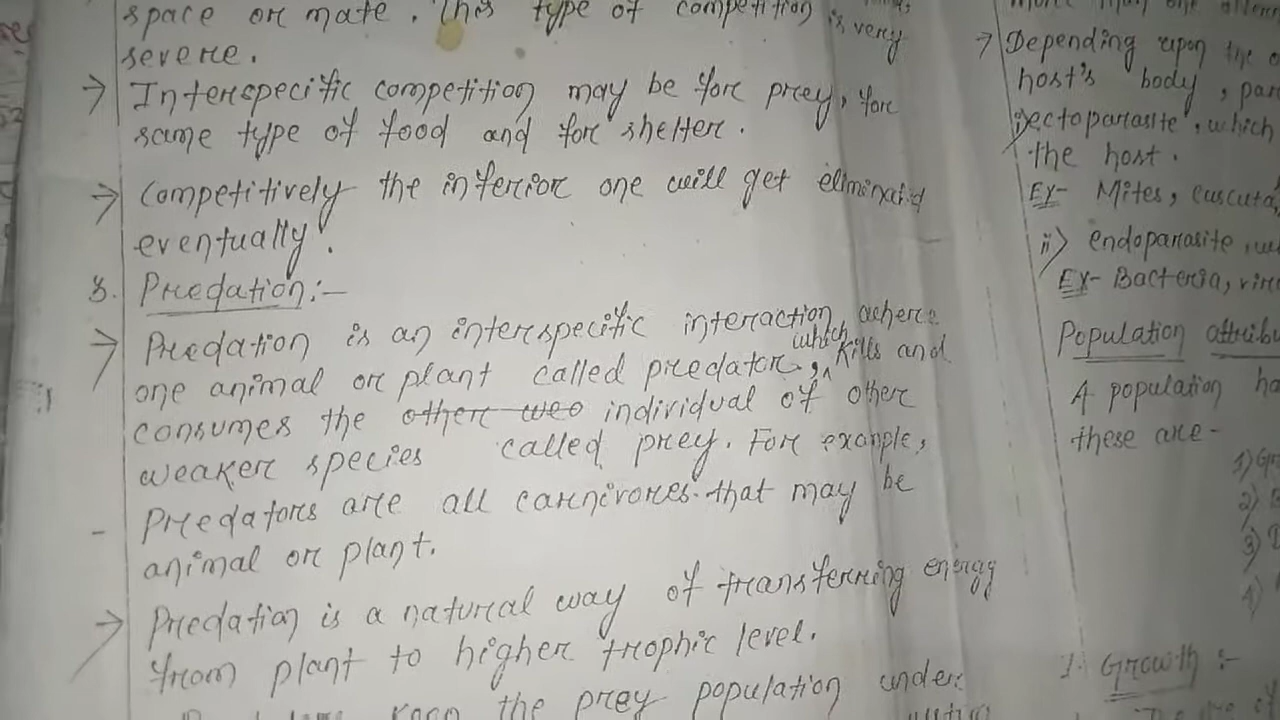 space or mate. This type of competition is very
severe.
→ Interspecific competition may be for prey, for
same type of food and for shelter.
→ Competitively the inferior one will get eliminated
eventually.
3. Predation:-
→ Predation is an interspecific interaction where
one animal or plant called predator, which kills and
consumes the other individual of other
weaker species called prey. For example,
- Predators are all carnivores that may be
animal or plant.
→ Predation is a natural way of transferring energy
from plant to higher trophic level.
keep the prey population under
→ Depending upon the
host's body,
ectoparasite, which
the host.
Ex- Mites, cuscuta,
ii) endoparasite,
Ex- Bacteria,
Population
A population
these are-
1)
2)
3)
4)
1. Growth :-